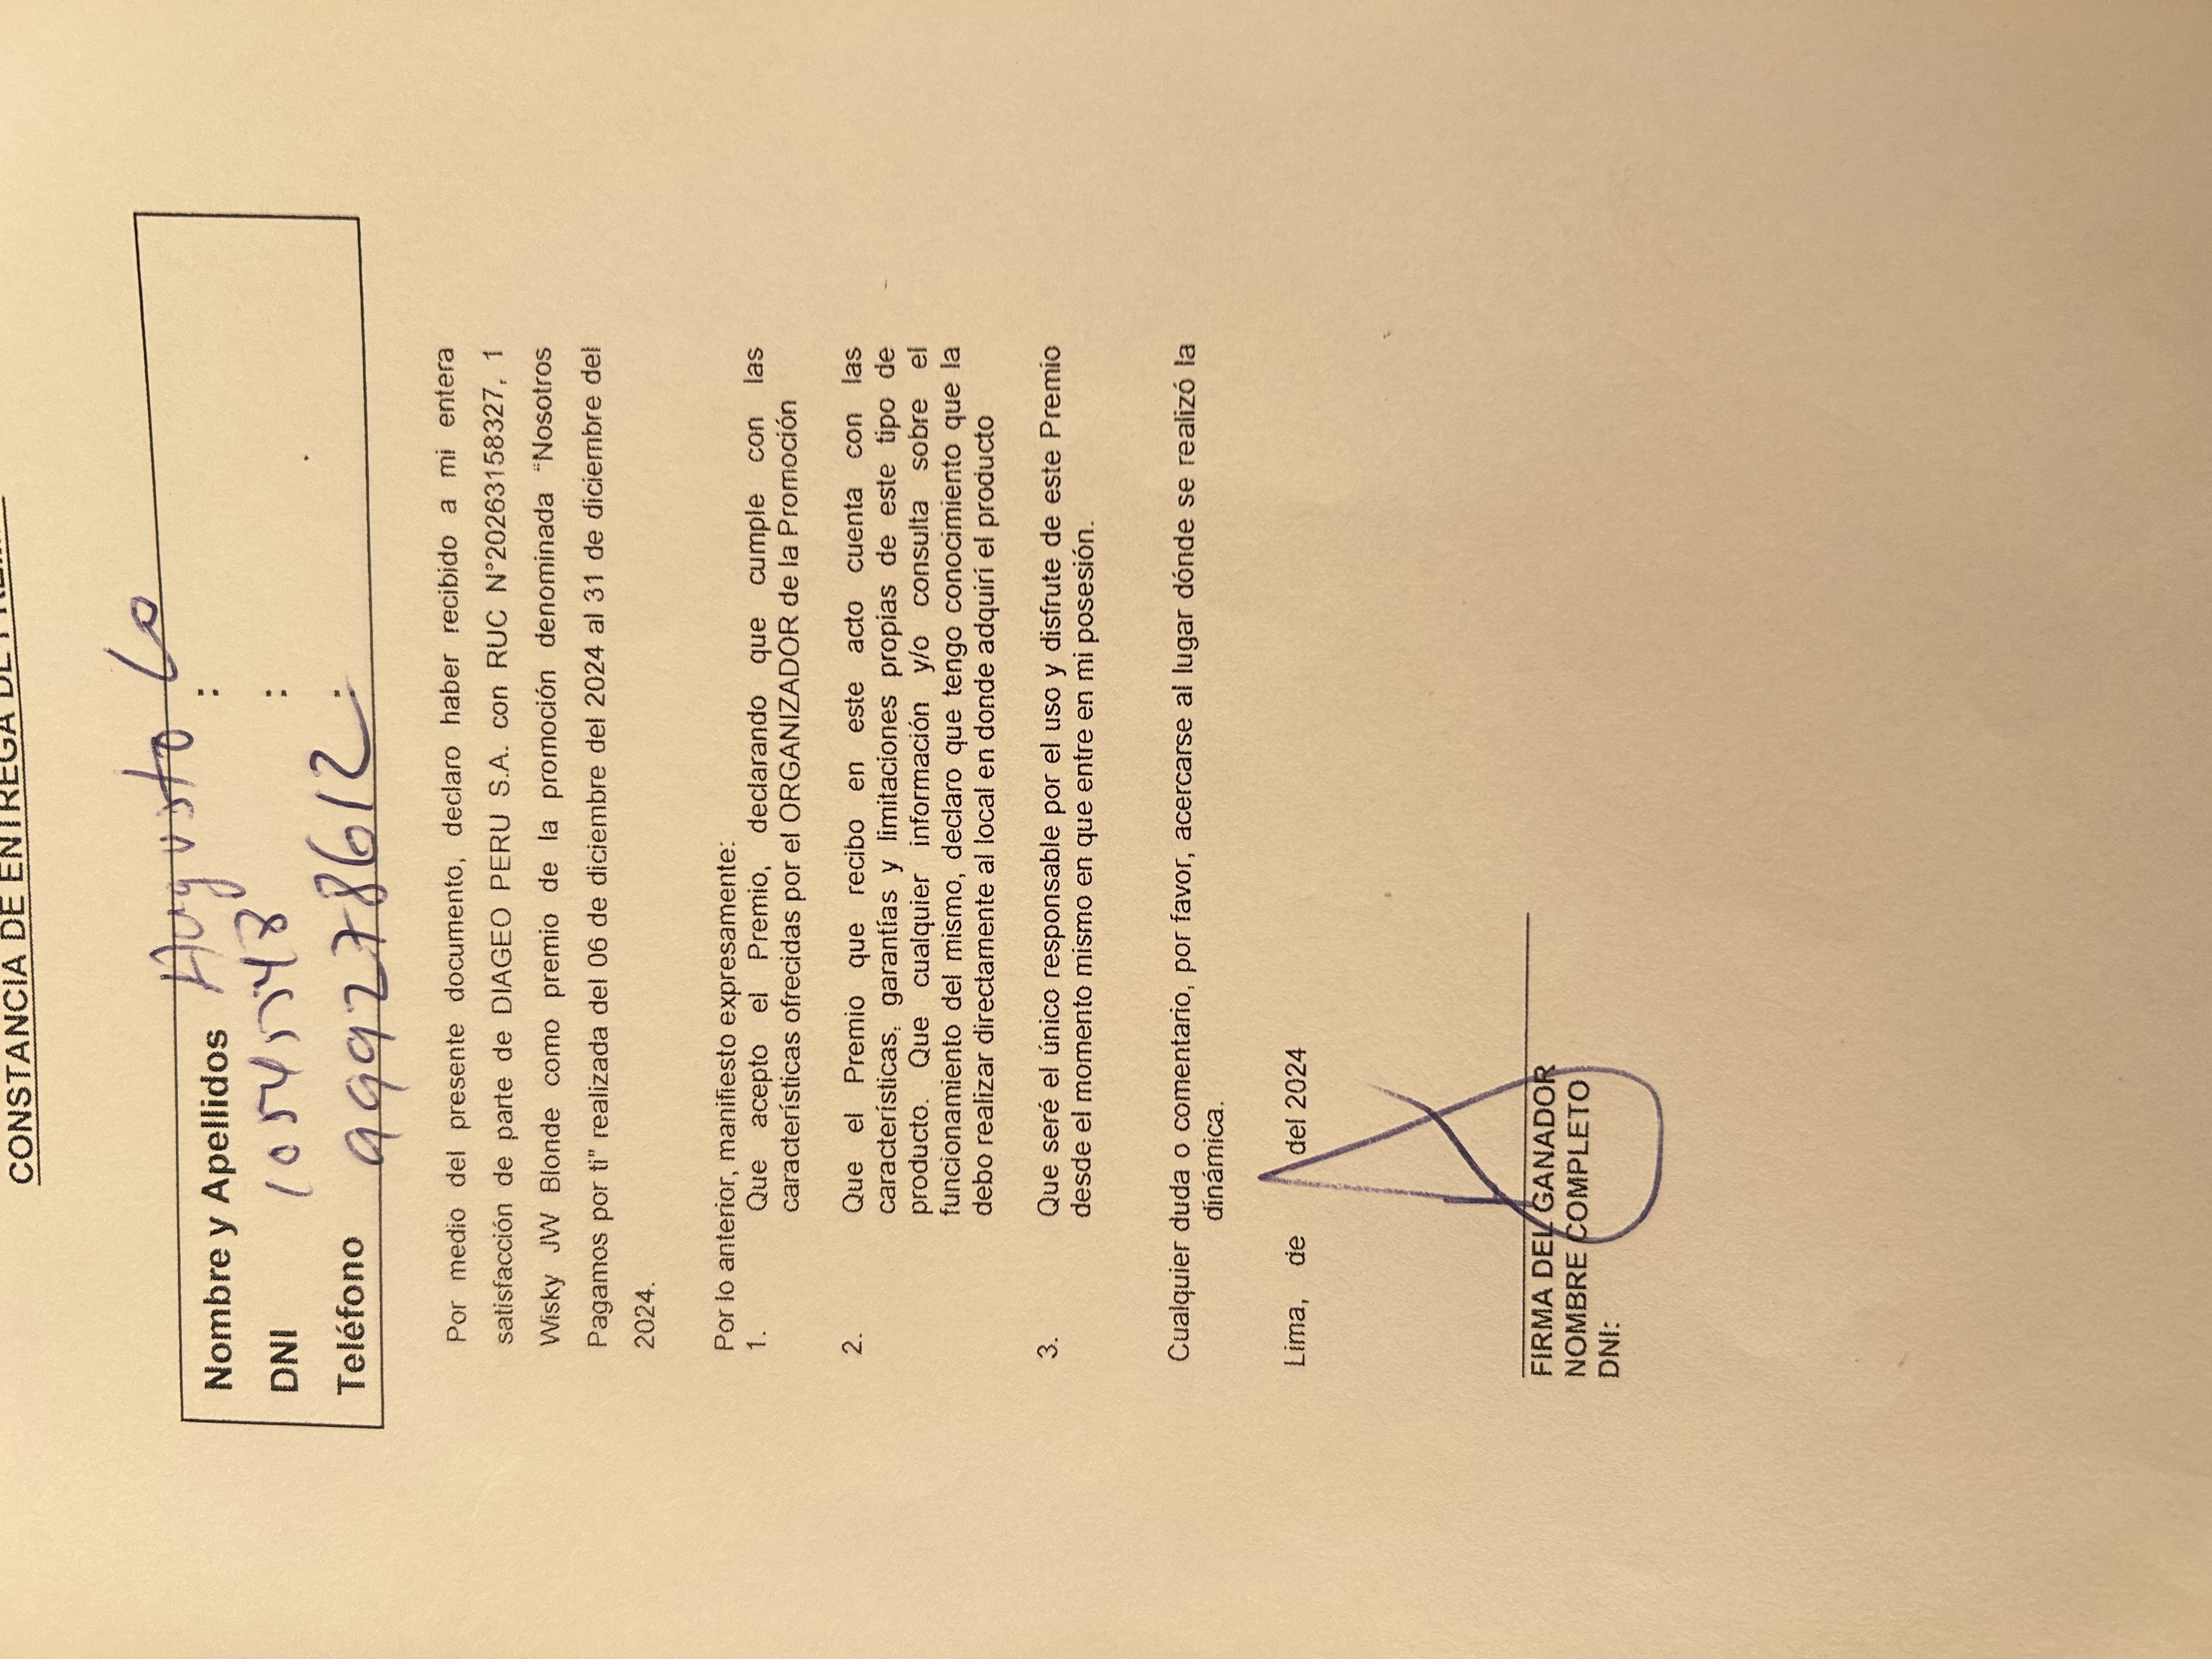 CONSTANCIA DE ENTREGA DE
Nombre y Apellidos Augusto Lo :
DNI :
Teléfono 999278612 :
Por medio del presente documento, declaro haber recibido a mi entera
satisfacción de parte de DIAGEO PERU S.A. con RUC N°202631583327, 1
Wisky JW Blonde como premio de la promoción denominada “Nosotros
Pagamos por ti" realizada del 06 de diciembre del 2024 al 31 de diciembre del
2024.
Por lo anterior, manifiesto expresamente:
1. Que acepto el Premio, declarando que cumple con las
características ofrecidas por el ORGANIZADOR de la Promoción
2. Que el Premio que recibo en este acto cuenta con las
características, garantías y limitaciones propias de este tipo de
producto. Que cualquier información y/o consulta sobre el
funcionamiento del mismo, declaro que tengo conocimiento que la
debo realizar directamente al local en donde adquirí el producto
3. Que seré el único responsable por el uso y disfrute de este Premio
desde el momento mismo en que entre en mi posesión.
Cualquier duda o comentario, por favor, acercarse al lugar dónde se realizó la
dinámica.
Lima, de del 2024
FIRMA DEL GANADOR
NOMBRE COMPLETO
DNI: